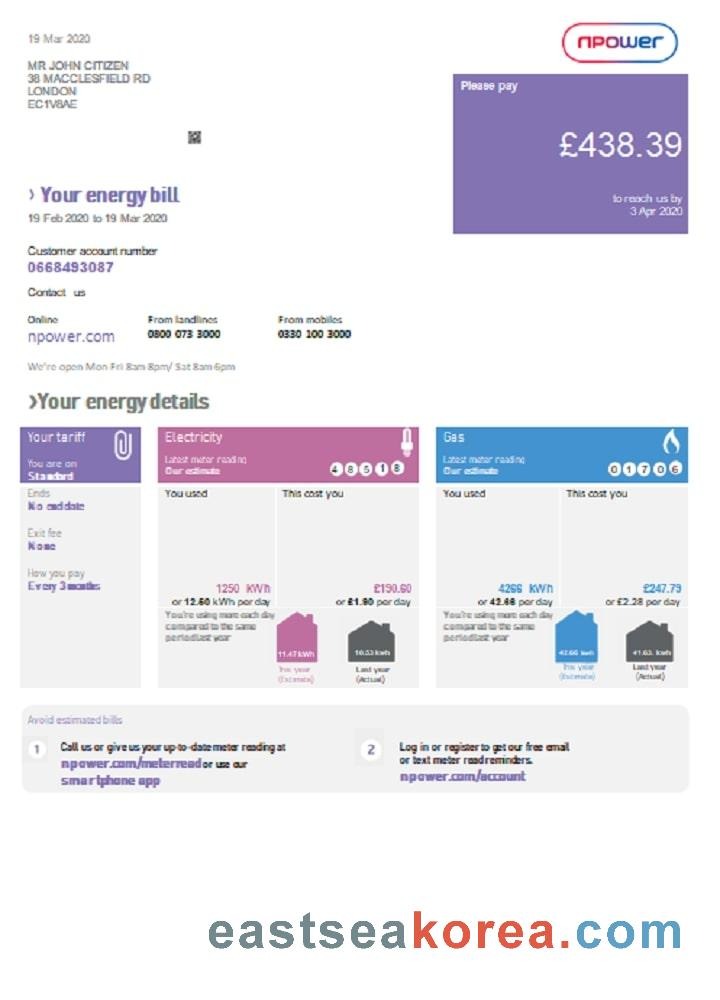 19 Mar 2020
npower
MR JOHN CITIZEN
38 MACCLESFIELD RD
LONDON
EC1V8AE
Please pay
£438.39
to reach us by
3 Apr 2020
› Your energy bill
19 Feb 2020 to 19 Mar 2020
Customer account number
0668493087
Contact us
Online From landlines From mobiles
npower.com 0800 073 3000 0330 100 3000
We're open Mon-Fri 8am-8pm/ Sat 8am-6pm
›Your energy details
Your tariff
You are on
Standard
Ends
No end date
Exit fee
None
How you pay
Every 3 months
Electricity
Latest meter reading
Our estimate 4 8 5 1 8
You used This cost you
1250 kWh £190.60
or 12.60 kWh per day or £1.90 per day
You're using more each day
compared to the same
period last year
11.47 kWh 10.53 kWh
This year Last year
(Estimate) (Actual)
Gas
Latest meter reading
Our estimate 0 1 7 0 6
You used This cost you
4266 kWh £247.79
or 42.66 per day or £2.28 per day
You're using more each day
compared to the same
period last year
42.66 kwh 41.63. kwh
This year Last year
(Estimate) (Actual)
Avoid estimated bills
1 Call us or give us your up-to-date meter reading at
npower.com/meterread or use our
smartphone app
2 Log in or register to get our free email
or text meter read reminders.
npower.com/account
eastseakorea.com